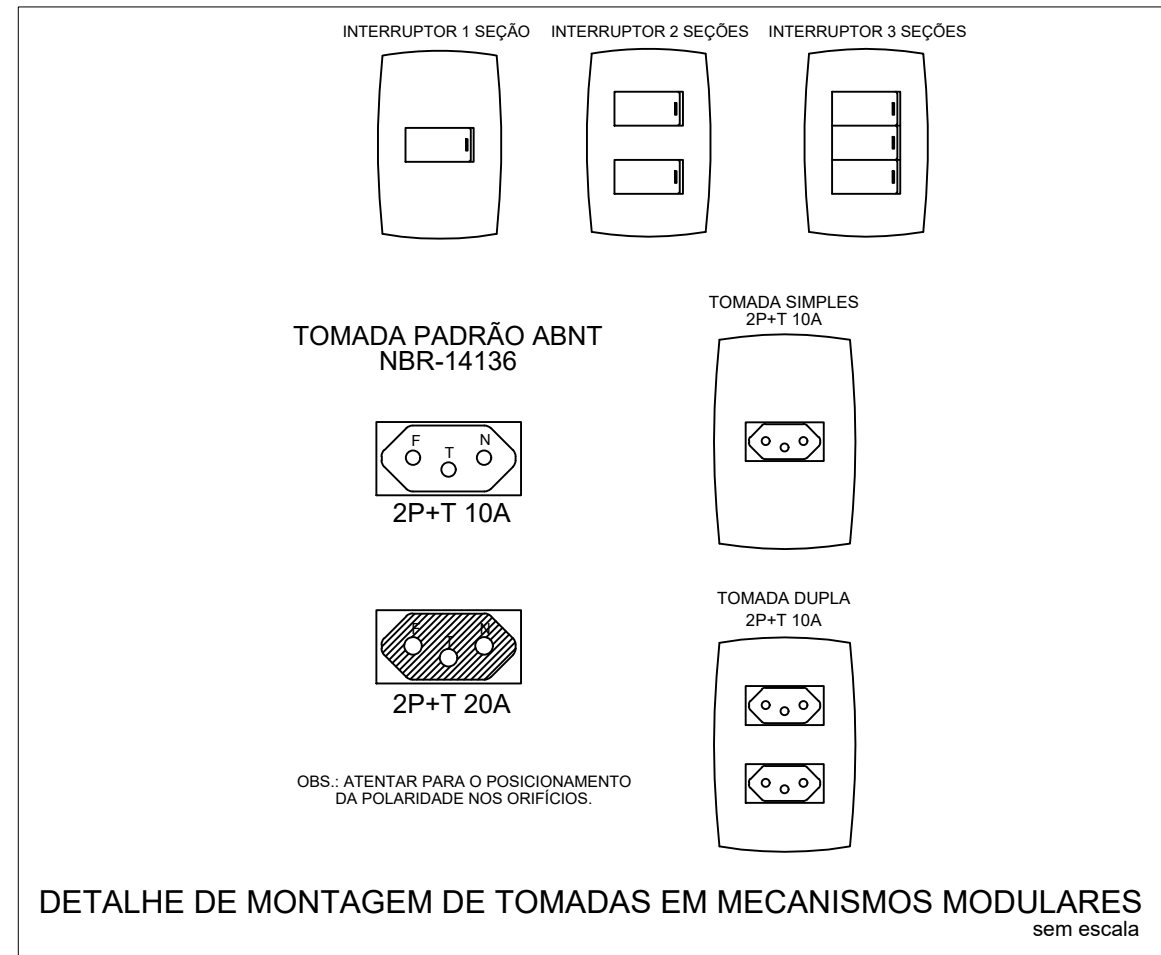 INTERRUPTOR 1 SEÇÃO
INTERRUPTOR 2 SEÇÕES
INTERRUPTOR 3 SEÇÕES
TOMADA PADRÃO ABNT
NBR-14136
F T N
2P+T 10A
F T N
2P+T 20A
OBS.: ATENTAR PARA O POSICIONAMENTO
DA POLARIDADE NOS ORIFÍCIOS.
TOMADA SIMPLES
2P+T 10A
TOMADA DUPLA
2P+T 10A
DETALHE DE MONTAGEM DE TOMADAS EM MECANISMOS MODULARES
sem escala